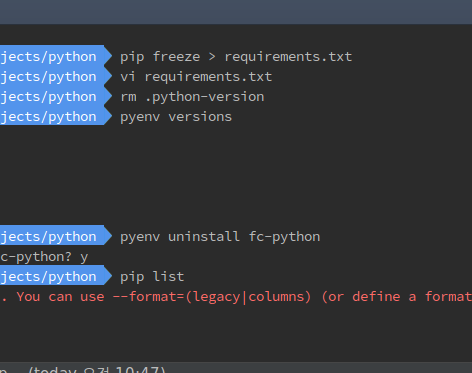 jects/python pip freeze > requirements.txt
jects/python vi requirements.txt
jects/python rm .python-version
jects/python pyenv versions
jects/python pyenv uninstall fc-python
c-python? y
jects/python pip list
. You can use --format=(legacy|columns) (or define a format
(today 오전 10:47)